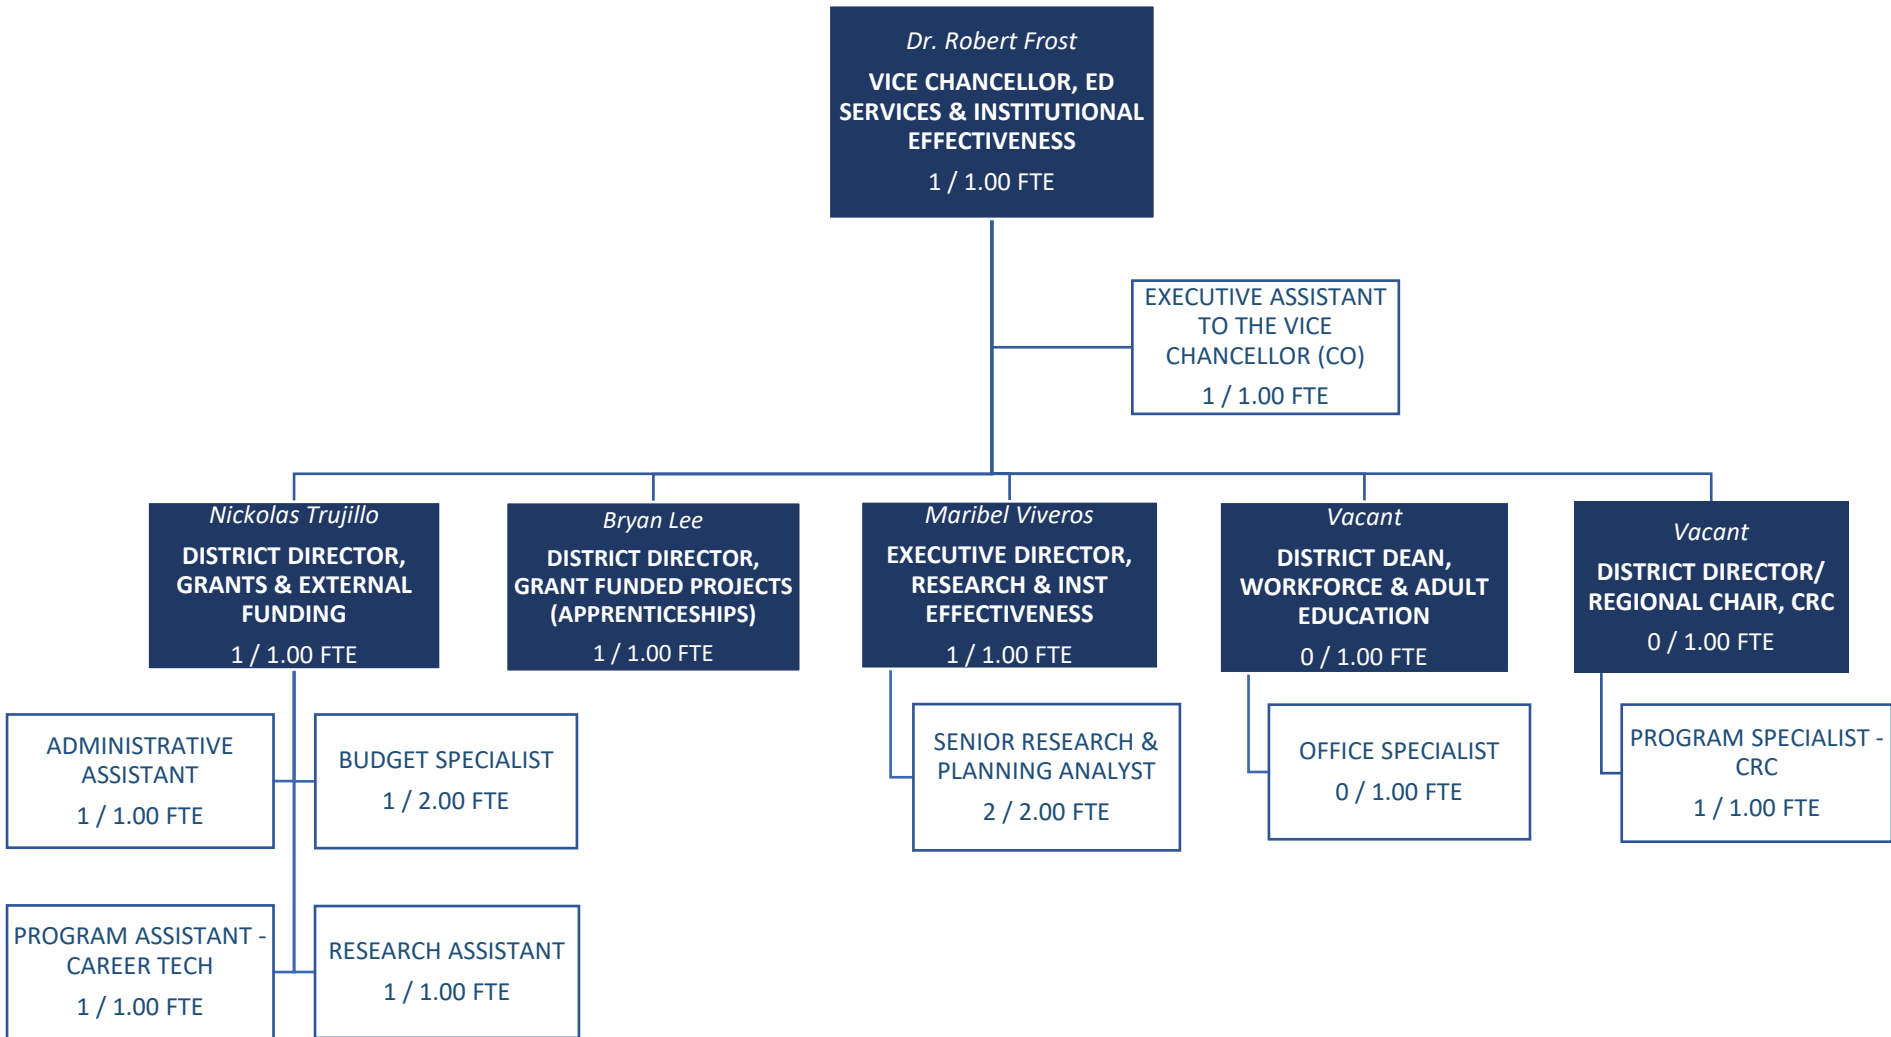 Dr. Robert Frost
VICE CHANCELLOR, ED
SERVICES & INSTITUTIONAL
EFFECTIVENESS
1 / 1.00 FTE
EXECUTIVE ASSISTANT
TO THE VICE
CHANCELLOR (CO)
1 / 1.00 FTE
Nickolas Trujillo
DISTRICT DIRECTOR,
GRANTS & EXTERNAL
FUNDING
1 / 1.00 FTE
Bryan Lee
DISTRICT DIRECTOR,
GRANT FUNDED PROJECTS
(APPRENTICESHIPS)
1 / 1.00 FTE
Maribel Viveros
EXECUTIVE DIRECTOR,
RESEARCH & INST
EFFECTIVENESS
1 / 1.00 FTE
Vacant
DISTRICT DEAN,
WORKFORCE & ADULT
EDUCATION
0 / 1.00 FTE
Vacant
DISTRICT DIRECTOR/
REGIONAL CHAIR, CRC
0 / 1.00 FTE
ADMINISTRATIVE
ASSISTANT
1 / 1.00 FTE
BUDGET SPECIALIST
1 / 2.00 FTE
SENIOR RESEARCH &
PLANNING ANALYST
2 / 2.00 FTE
OFFICE SPECIALIST
0 / 1.00 FTE
PROGRAM SPECIALIST -
CRC
1 / 1.00 FTE
PROGRAM ASSISTANT -
CAREER TECH
1 / 1.00 FTE
RESEARCH ASSISTANT
1 / 1.00 FTE